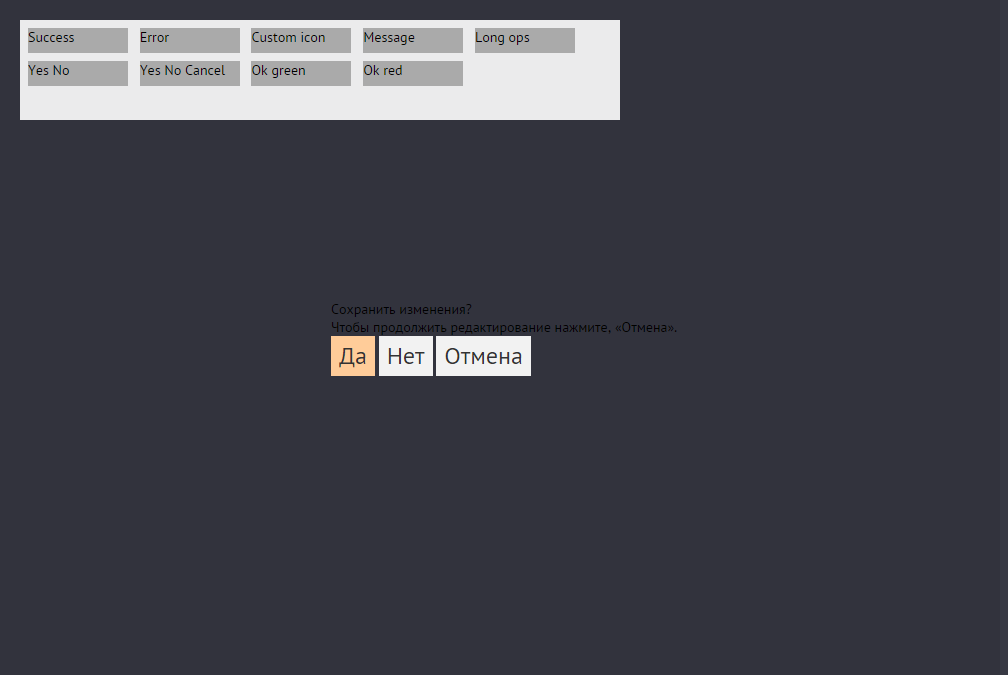 Success Error Custom icon Message Long ops
Yes No Yes No Cancel Ok green Ok red
Сохранить изменения?
Чтобы продолжить редактирование нажмите, «Отмена».
Да Нет Отмена